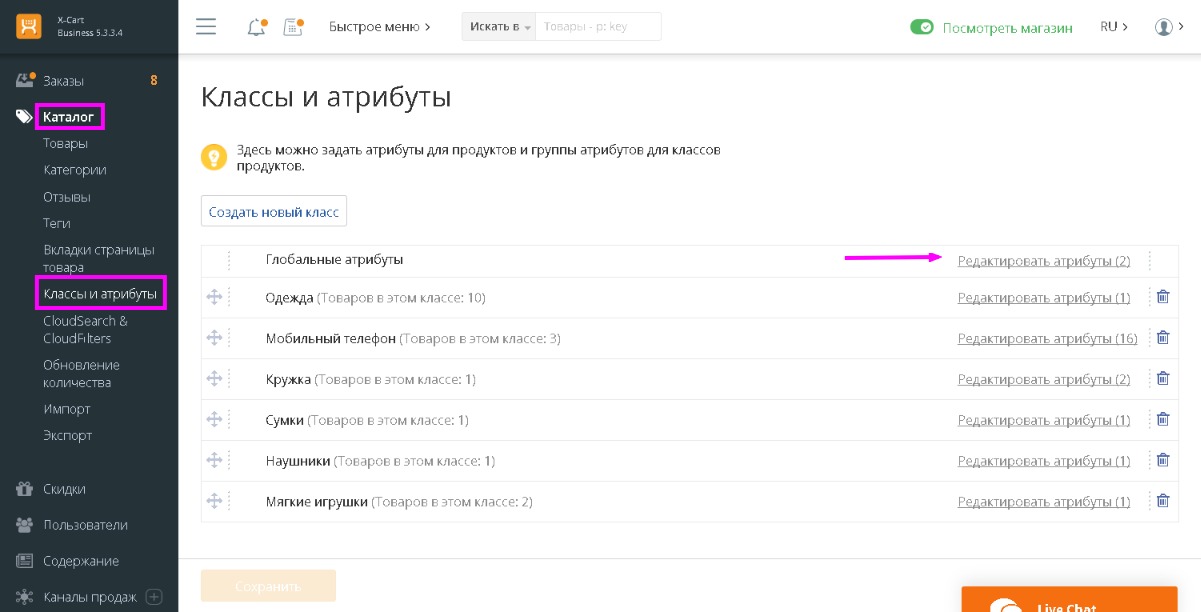 X-Cart
Business 5.3.3.4
Быстрое меню
Искать в
Товары - p: key
Посмотреть магазин
RU
Заказы
8
Каталог
Товары
Категории
Отзывы
Теги
Вкладки страницы
товара
Классы и атрибуты
CloudSearch &
CloudFilters
Обновление
количества
Импорт
Экспорт
Скидки
Пользователи
Содержание
Каналы продаж
Классы и атрибуты
Здесь можно задать атрибуты для продуктов и группы атрибутов для классов
продуктов.
Создать новый класс
Глобальные атрибуты
Редактировать атрибуты (2)
Одежда (Товаров в этом классе: 10)
Редактировать атрибуты (1)
Мобильный телефон (Товаров в этом классе: 3)
Редактировать атрибуты (16)
Кружка (Товаров в этом классе: 1)
Редактировать атрибуты (2)
Сумки (Товаров в этом классе: 1)
Редактировать атрибуты (1)
Наушники (Товаров в этом классе: 1)
Редактировать атрибуты (1)
Мягкие игрушки (Товаров в этом классе: 2)
Редактировать атрибуты (1)
Сохранить
Live Chat